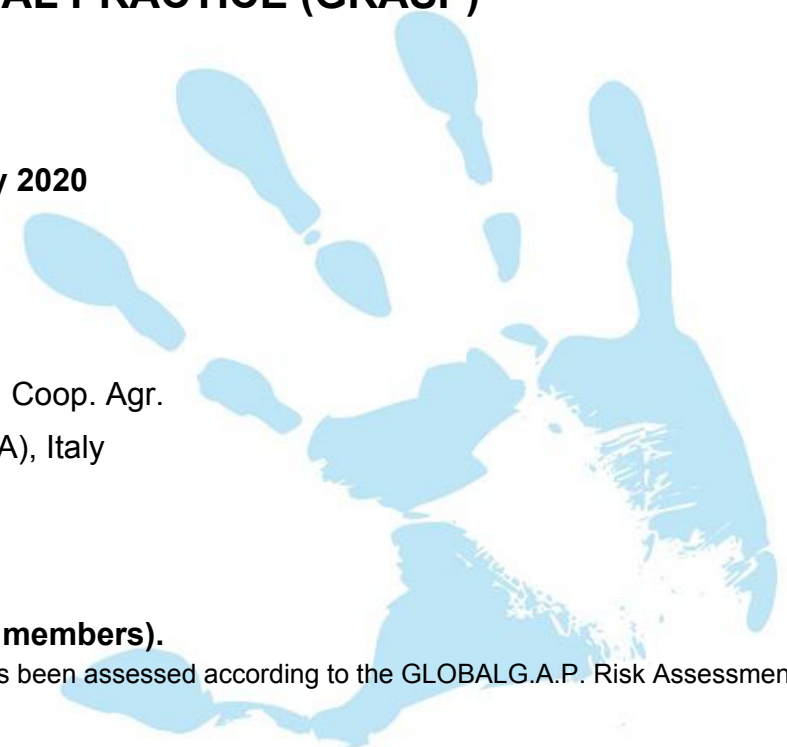 AL PRACTICE (GRASP)
y 2020
Coop. Agr.
A), Italy
members).
s been assessed according to the GLOBALG.A.P. Risk Assessmen